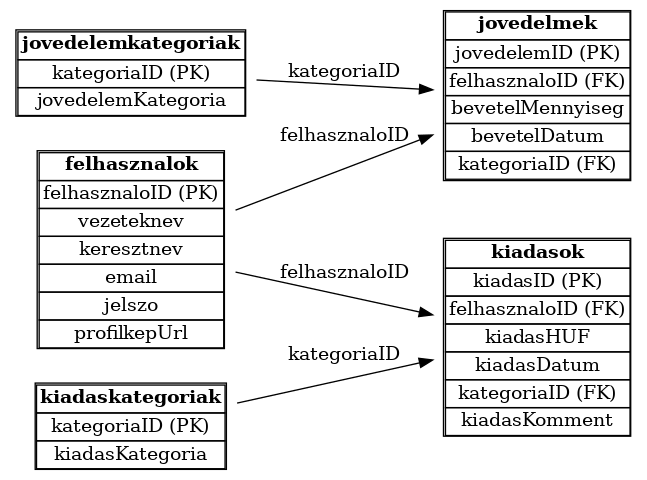 jovedelemkategoriak
kategoriaID (PK)
jovedelemKategoria
felhasznalok
felhasznaloID (PK)
vezeteknev
keresztnev
email
jelszo
profilkepUrl
kiadaskategoriak
kategoriaID (PK)
kiadasKategoria
kategoriaID
felhasznaloID
felhasznaloID
kategoriaID
jovedelmek
jovedelemID (PK)
felhasznaloID (FK)
bevetelMennyiseg
bevetelDatum
kategoriaID (FK)
kiadasok
kiadasID (PK)
felhasznaloID (FK)
kiadasHUF
kiadasDatum
kategoriaID (FK)
kiadasKomment